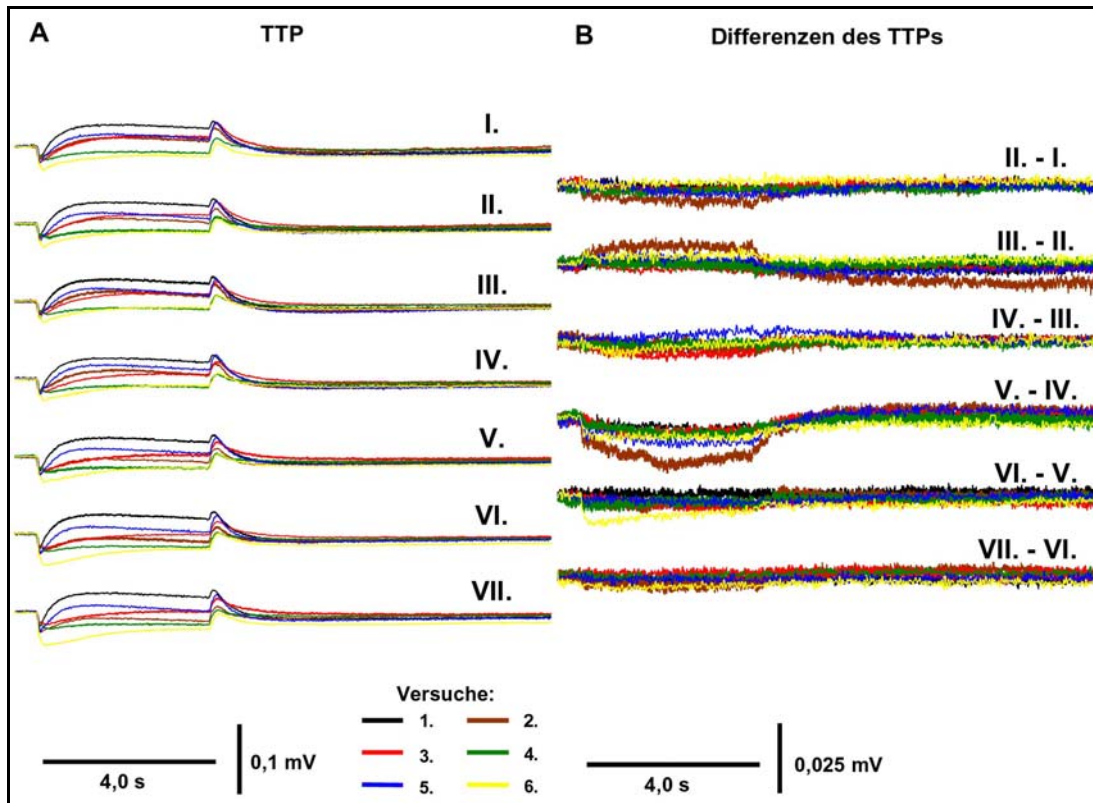 A
TTP
I.
II.
III.
IV.
V.
VI.
VII.
Versuche:
1.
2.
3.
4.
5.
6.
4,0 s
0,1 mV
B
Differenzen des TTPs
II. - I.
III. - II.
IV. - III.
V. - IV.
VI. - V.
VII. - VI.
4,0 s
0,025 mV